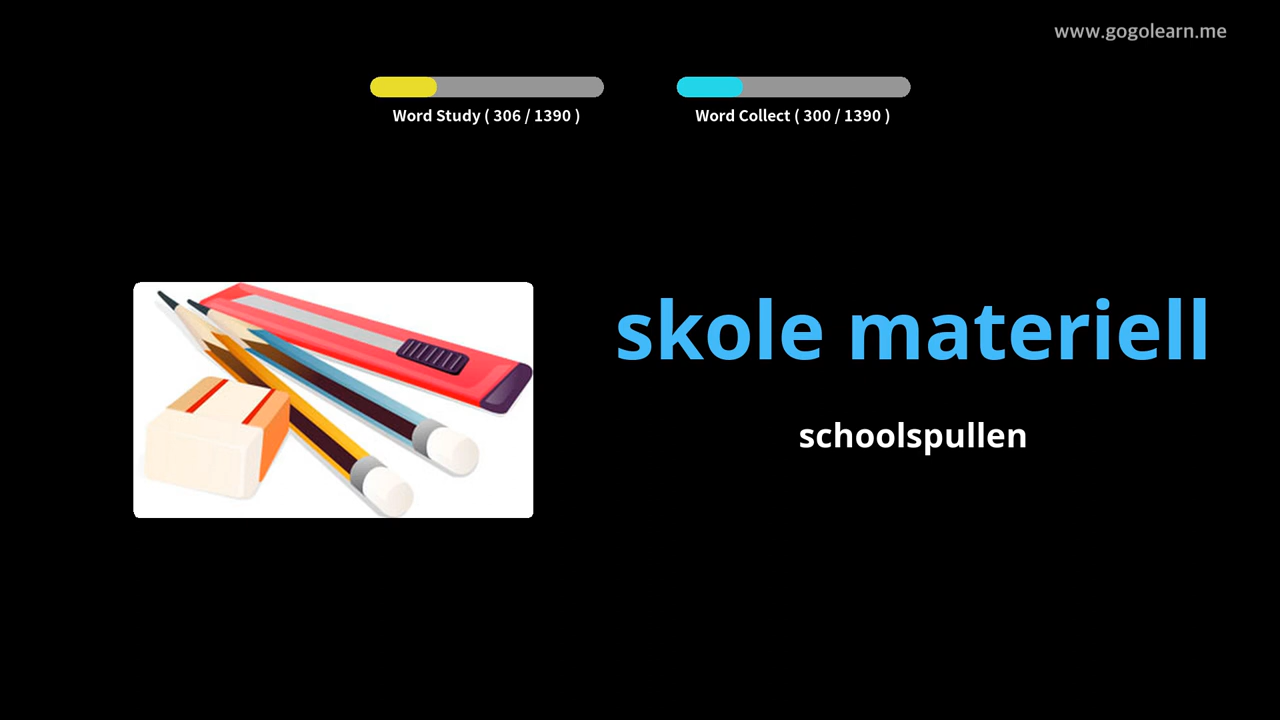 www.gogolearn.me
Word Study ( 306 / 1390 )
Word Collect ( 300 / 1390 )
skole materiell
schoolspullen